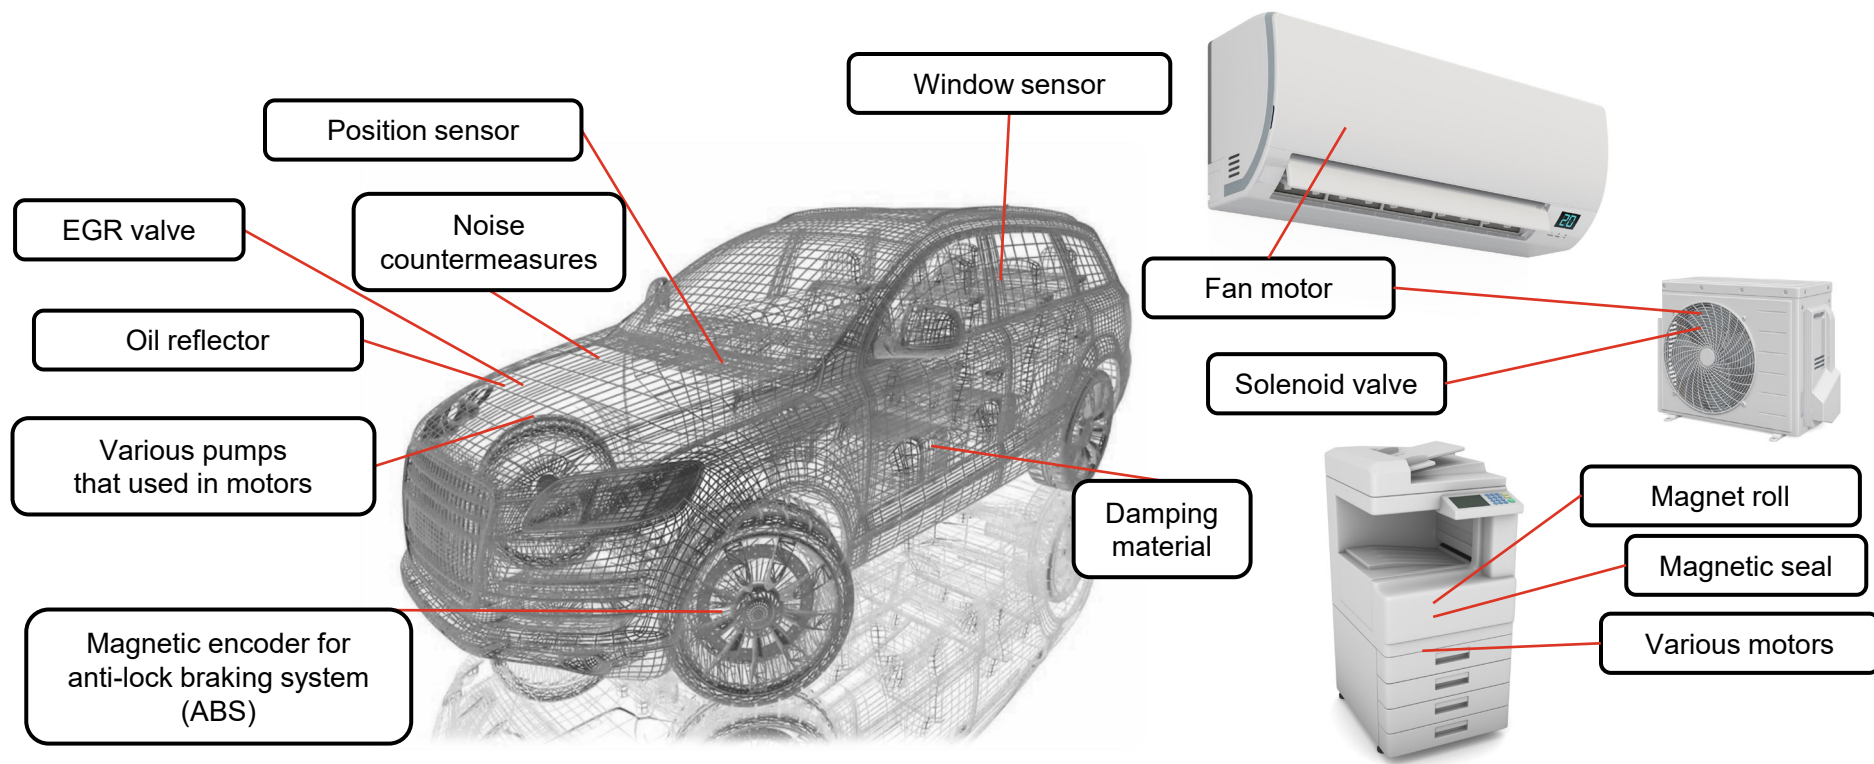 Window sensor
Position sensor
EGR valve
Noise
countermeasures
Oil reflector
Various pumps
that used in motors
Magnetic encoder for
anti-lock braking system
(ABS)
Damping
material
20
Fan motor
Solenoid valve
Magnet roll
Magnetic seal
Various motors